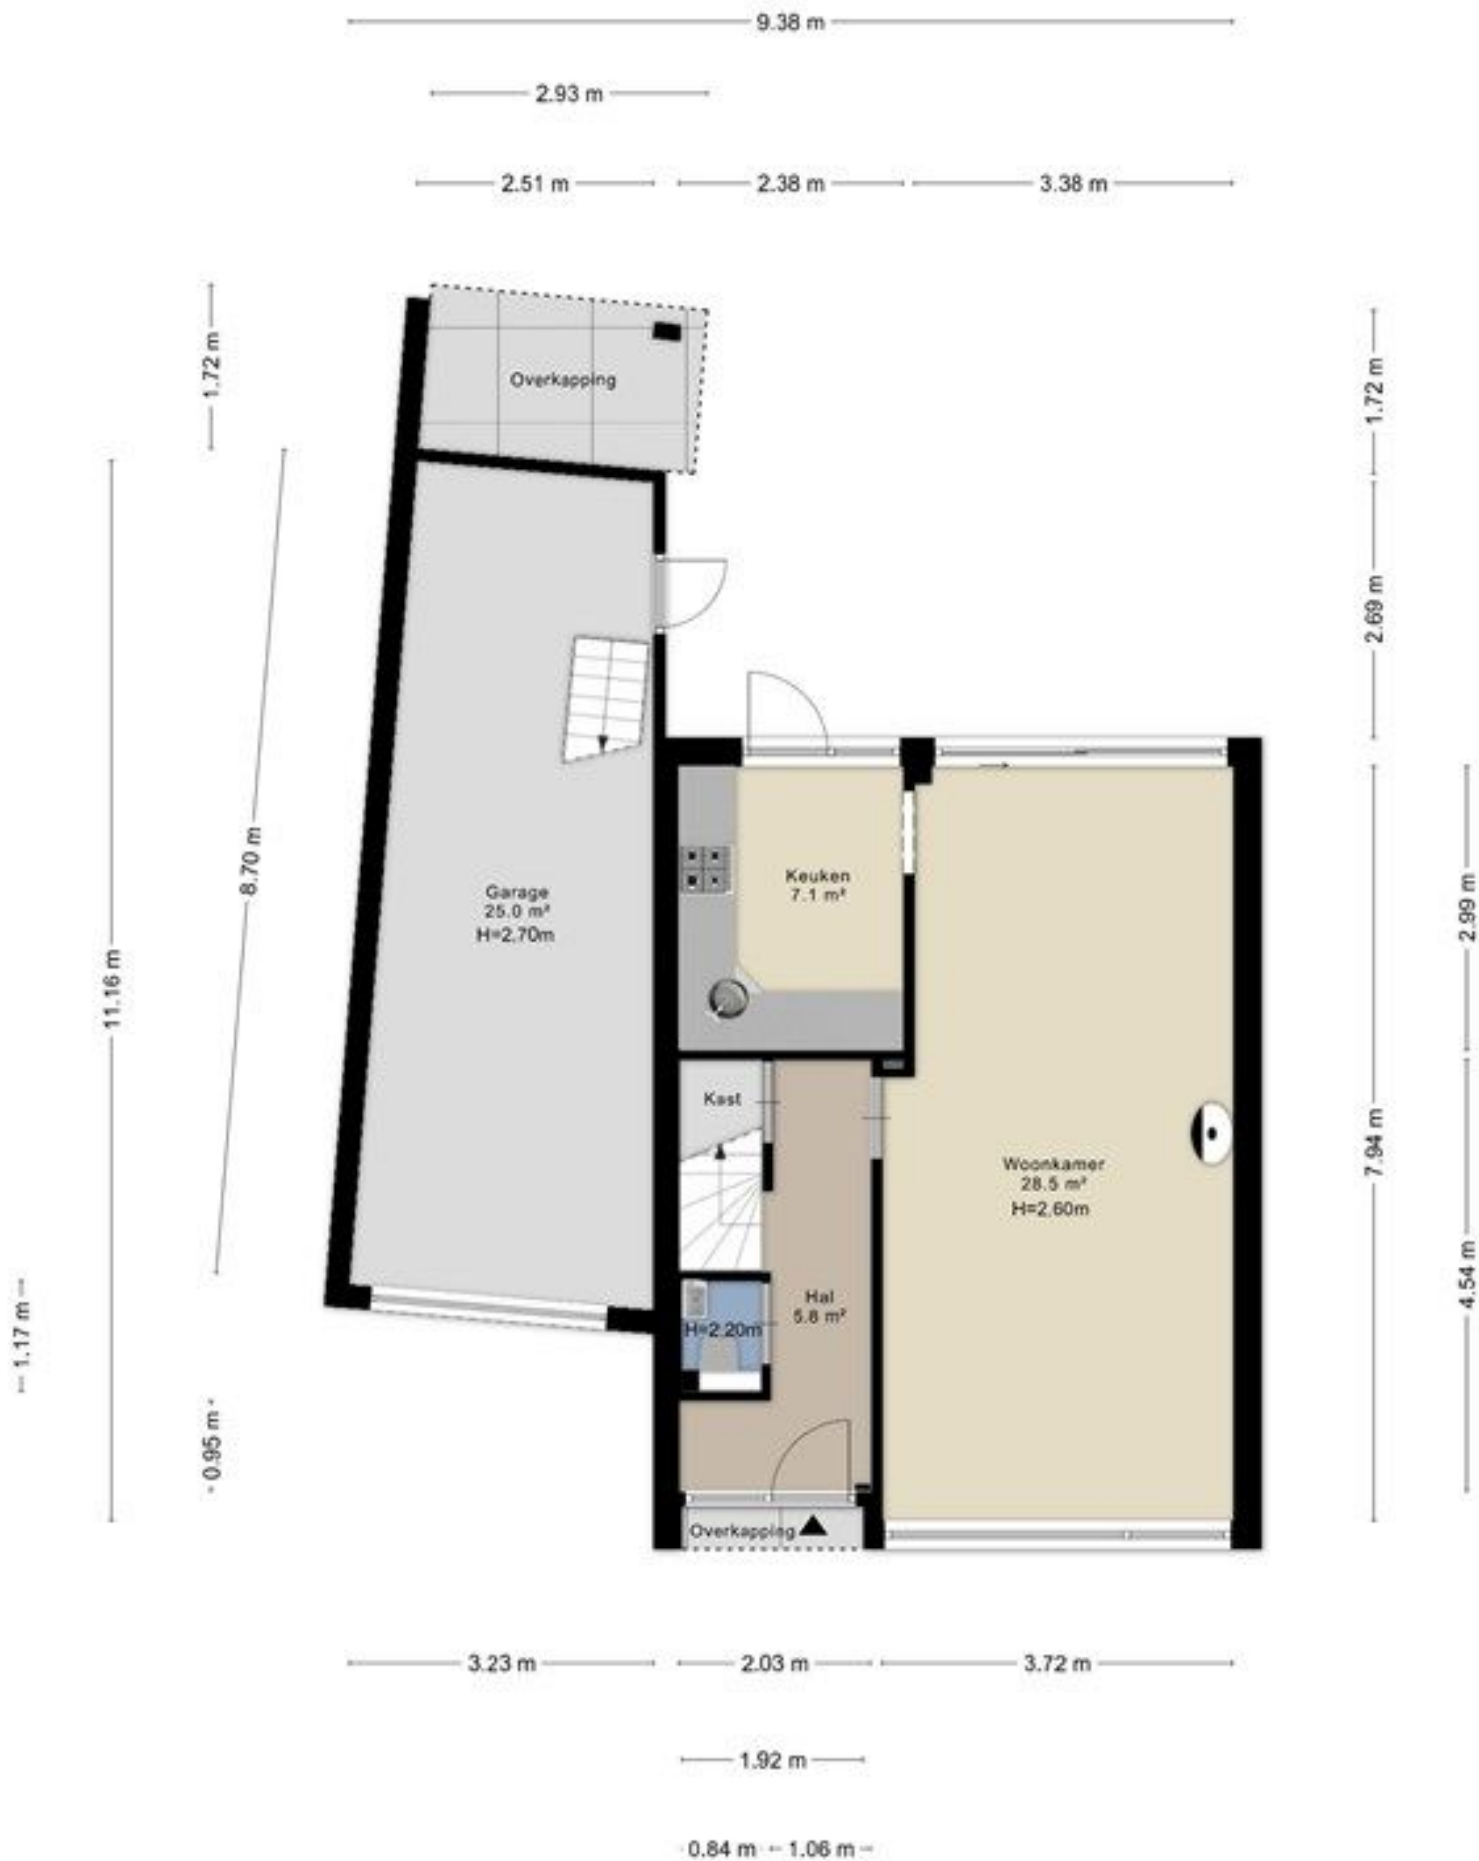 9.38 m
2.93 m
2.51 m
2.38 m
3.38 m
1.72 m
1.72 m
Overkapping
2.69 m
8.70 m
11.16 m
Garage
25.0 m²
H=2.70m
Keuken
7.1 m²
2.99 m
Kast
7.94 m
Woonkamer
28.5 m²
H=2.60m
4.54 m
Hal
5.8 m²
H=2.20m
1.17 m
0.95 m
Overkapping
3.23 m
2.03 m
3.72 m
1.92 m
0.84 m
1.06 m